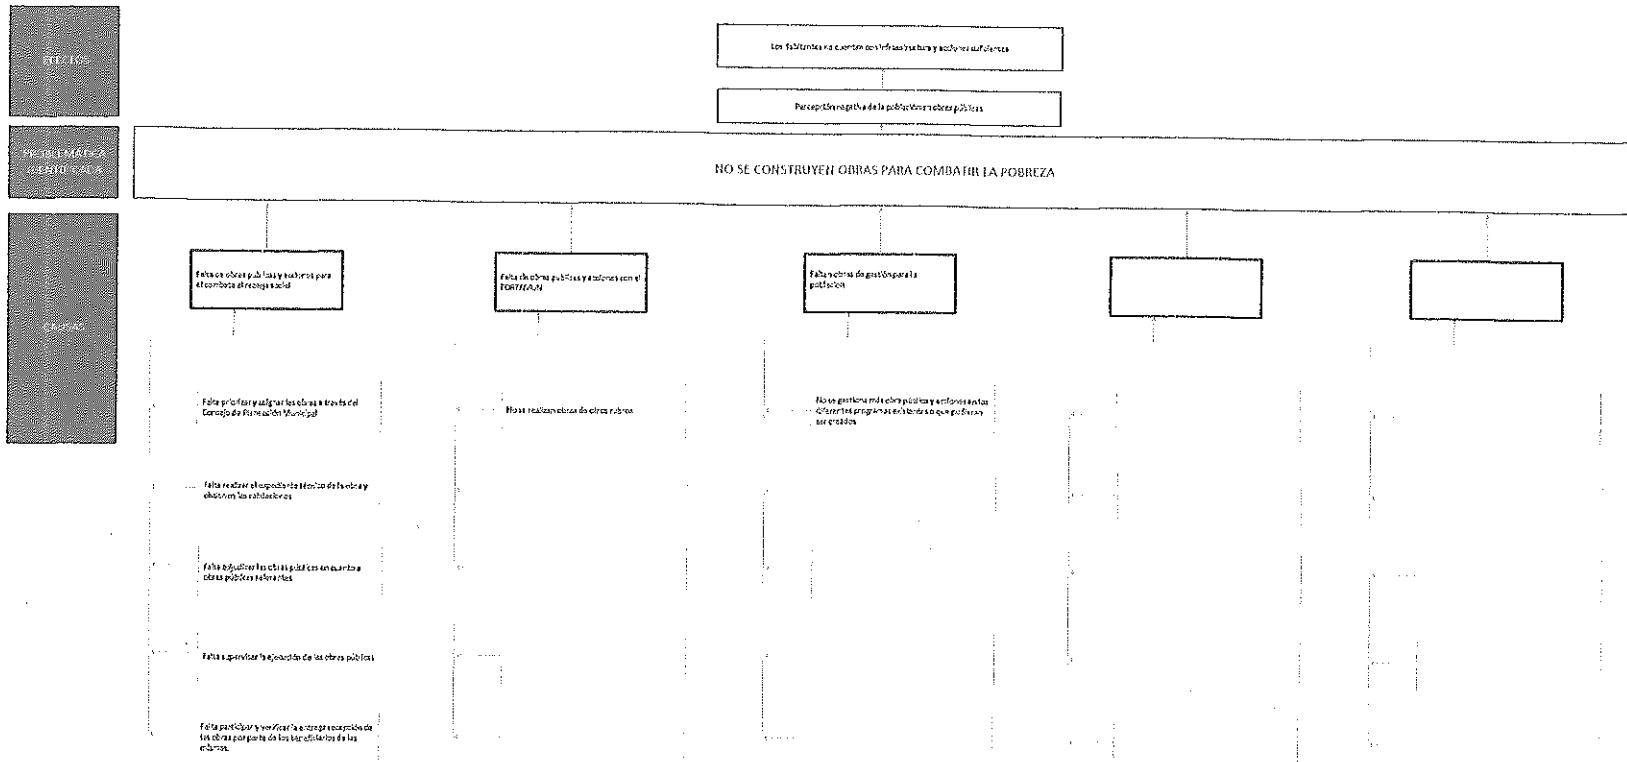 EFECTOS
Los habitantes no cuentan con infraestructura y acciones suficientes
Percepción negativa de la población en obras públicas
PROBLEMÁTICA
IDENTIFICADA
NO SE CONSTRUYEN OBRAS PARA COMBATIR LA POBREZA
CAUSAS
Falta de obras publicas y acciones para
el combate al rezago social
Falta de obras publicas y acciones con el
FORTAMUN
Faltan obras de gestión para la
poblacion
Falta priorizar y asignar las obras a través del
Consejo de Planeación Municipal
No se realizan obras de otros rubros
No se gestiona más obra pública y acciones en los
diferentes programas existentes o que pudieran
ser creados
Falta realizar el expediente técnico de la obra y
obtienen las validaciones
Falta adjudicar las obras públicas en cuanto a
obras públicas referentes
Falta supervisar la ejecución de las obras públicas
Falta participar y verificar la entrega recepción de
las obras por parte de los beneficiarios de las
mismas.